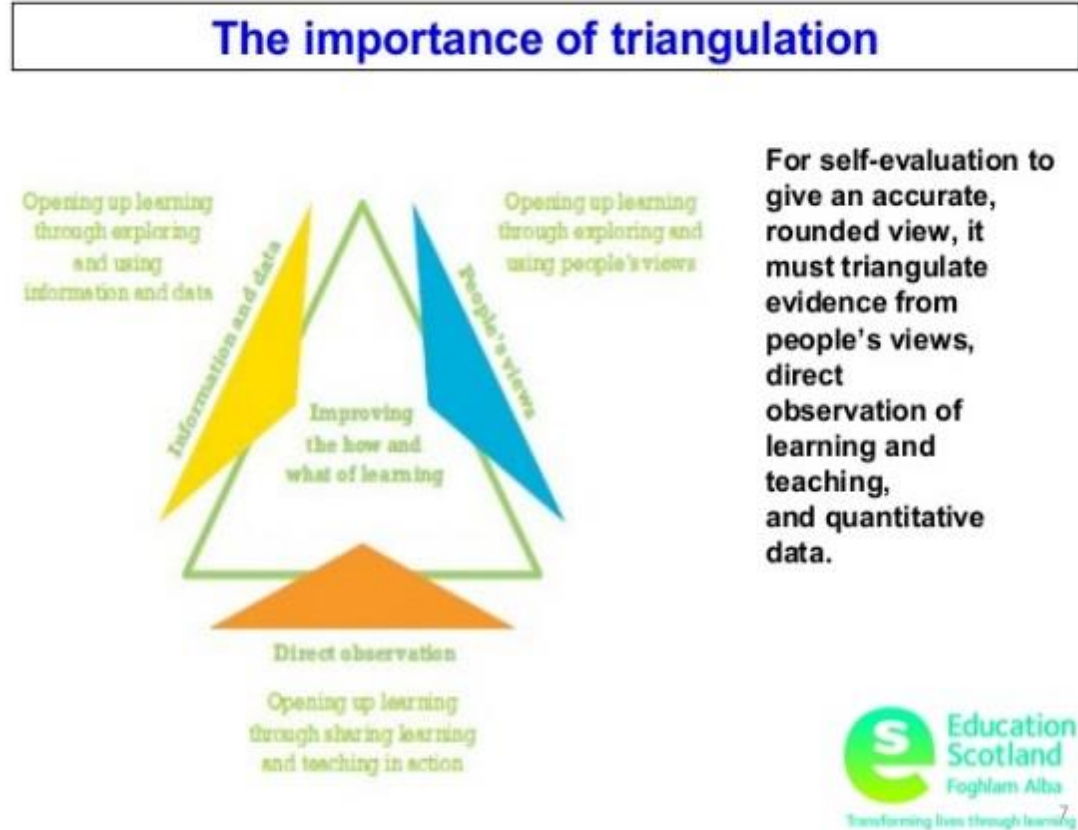 The importance of triangulation
Opening up learning
through exploring
and using
information and data
Information and data
People's views
Opening up learning
through exploring and
using people's views
Improving
the how and
what of learning
Direct observation
Opening up learning
through sharing learning
and teaching in action
For self-evaluation to
give an accurate,
rounded view, it
must triangulate
evidence from
people's views,
direct
observation of
learning and
teaching,
and quantitative
data.
Education
Scotland
Foghlam Alba
Transforming lives through learning
7